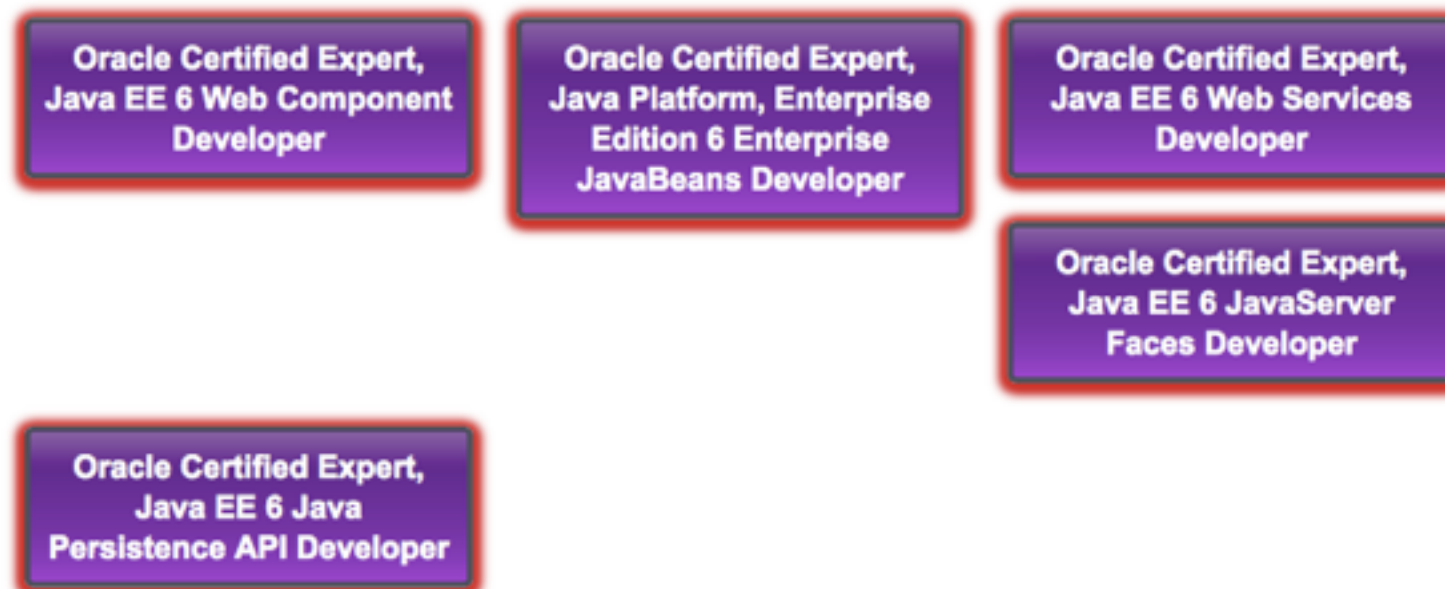 Oracle Certified Expert,
Java EE 6 Web Component
Developer
Oracle Certified Expert,
Java Platform, Enterprise
Edition 6 Enterprise
JavaBeans Developer
Oracle Certified Expert,
Java EE 6 Web Services
Developer
Oracle Certified Expert,
Java EE 6 JavaServer
Faces Developer
Oracle Certified Expert,
Java EE 6 Java
Persistence API Developer